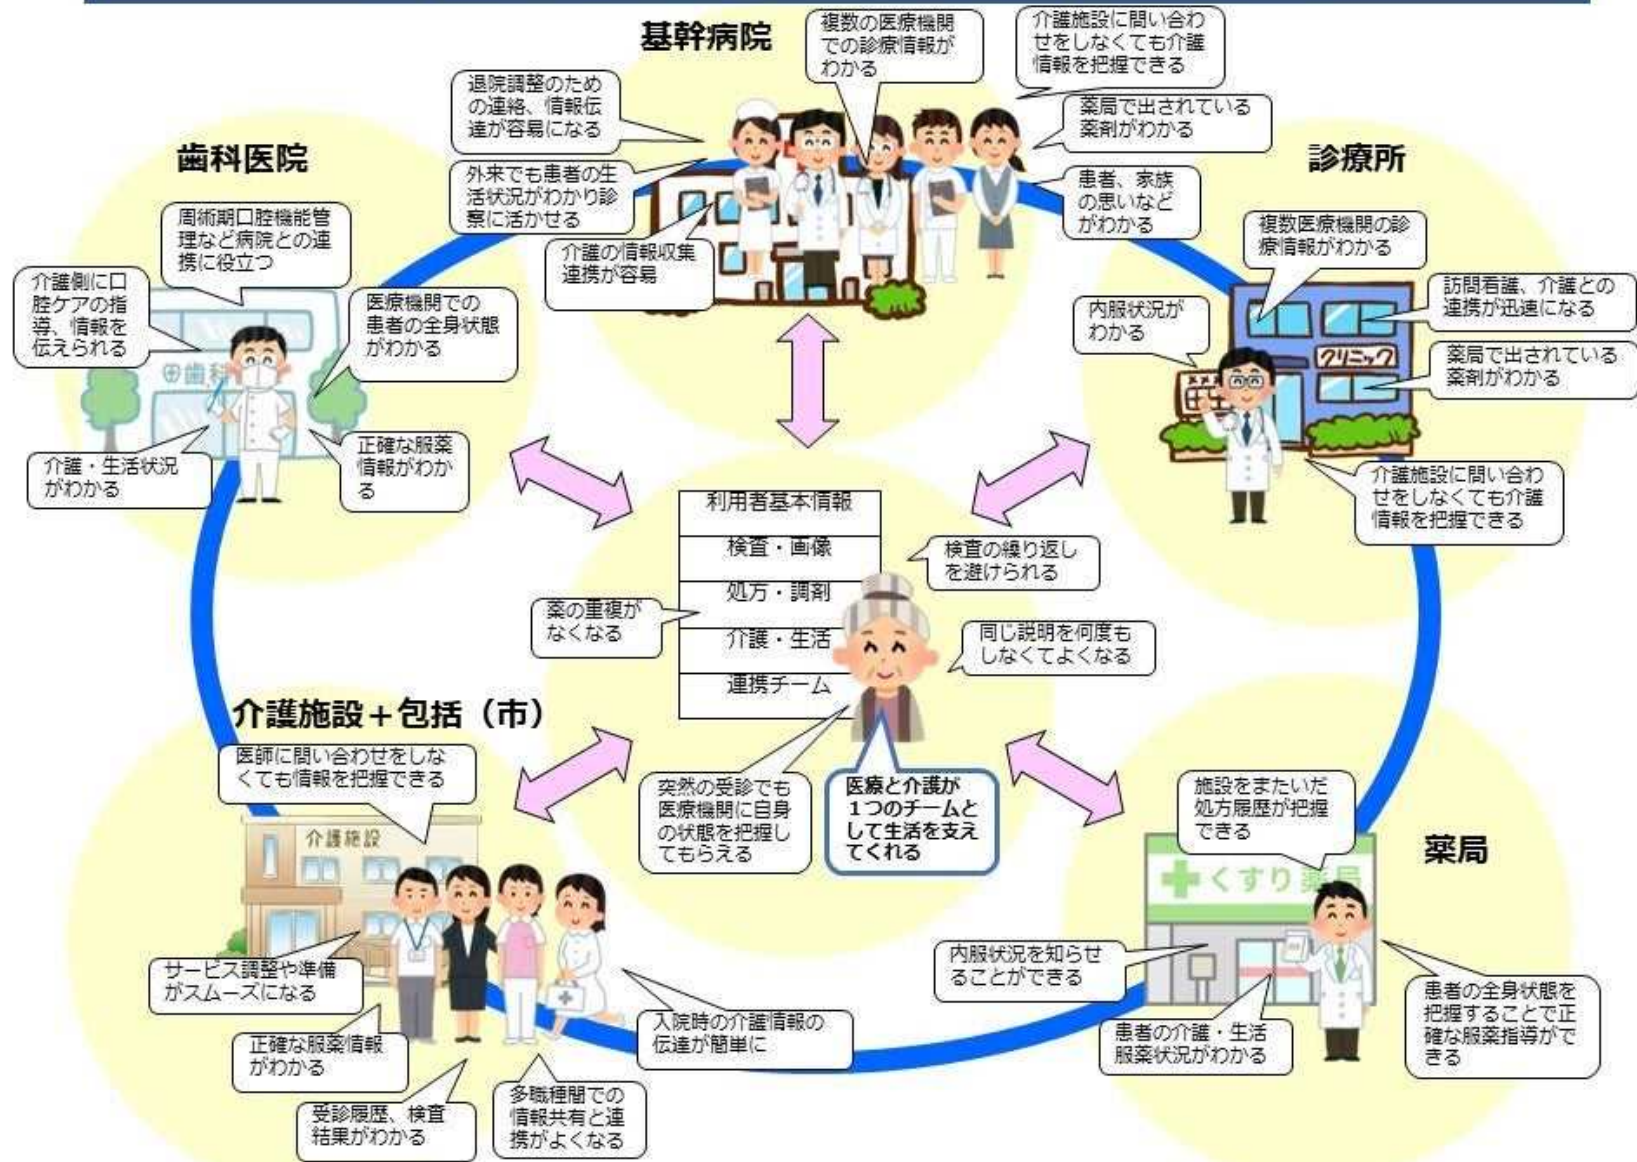 基幹病院
複数の医療機関
での診療情報が
わかる
介護施設に問い合わ
せをしなくても介護
情報を把握できる
退院調整のため
の連絡、情報伝
達が容易になる
薬局で出されている
薬剤がわかる
外来でも患者の生
活状況がわかり診
察に活かせる
患者、家族
の思いなど
がわかる
介護の情報収集
連携が容易
歯科医院
周術期口腔機能管
理など病院との連
携に役立つ
介護側に口
腔ケアの指
導、情報を
伝えられる
医療機関での
患者の全身状態
がわかる
田歯科
介護・生活状況
がわかる
正確な服薬
情報がわか
る
診療所
複数医療機関の診
療情報がわかる
内服状況が
わかる
訪問看護、介護との
連携が迅速になる
クリニック
薬局で出されている
薬剤がわかる
介護施設に問い合わ
せをしなくても介護
情報を把握できる
利用者基本情報
検査・画像
処方・調剤
介護・生活
連携チーム
検査の繰り返し
を避けられる
薬の重複が
なくなる
同じ説明を何度も
しなくてよくなる
突然の受診でも
医療機関に自身
の状態を把握し
てもらえる
医療と介護が
１つのチームと
して生活を支え
てくれる
介護施設＋包括（市）
医師に問い合わせをしな
くても情報を把握できる
介護施設
サービス調整や準備
がスムーズになる
正確な服薬情報
がわかる
受診履歴、検査
結果がわかる
多職種間での
情報共有と連
携がよくなる
入院時の介護情報の
伝達が簡単に
薬局
施設をまたいだ
処方履歴が把握
できる
くすり薬局
内服状況を知らせ
ることができる
患者の介護・生活
服薬状況がわかる
患者の全身状態を
把握することで正
確な服薬指導がで
きる